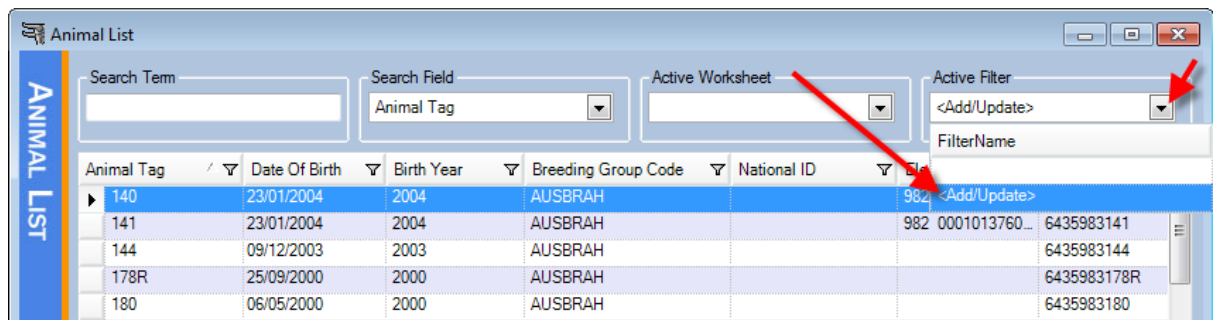 Animal List
ANIMAL LIST
Search Term Search Field Active Worksheet Active Filter
Animal Tag <Add/Update>
FilterName
Animal Tag Date Of Birth Birth Year Breeding Group Code National ID
140 23/01/2004 2004 AUSBRAH 982 <Add/Update>
141 23/01/2004 2004 AUSBRAH 982 0001013760... 6435983141
144 09/12/2003 2003 AUSBRAH 6435983144
178R 25/09/2000 2000 AUSBRAH 6435983178R
180 06/05/2000 2000 AUSBRAH 6435983180